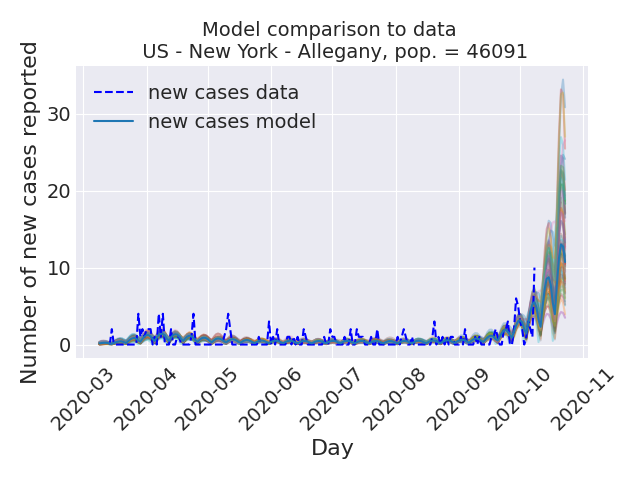 Model comparison to data
US - New York - Allegany, pop. = 46091
Number of new cases reported
new cases data
new cases model
30
20
10
0
2020-03
2020-04
2020-05
2020-06
2020-07
2020-08
2020-09
2020-10
2020-11
Day